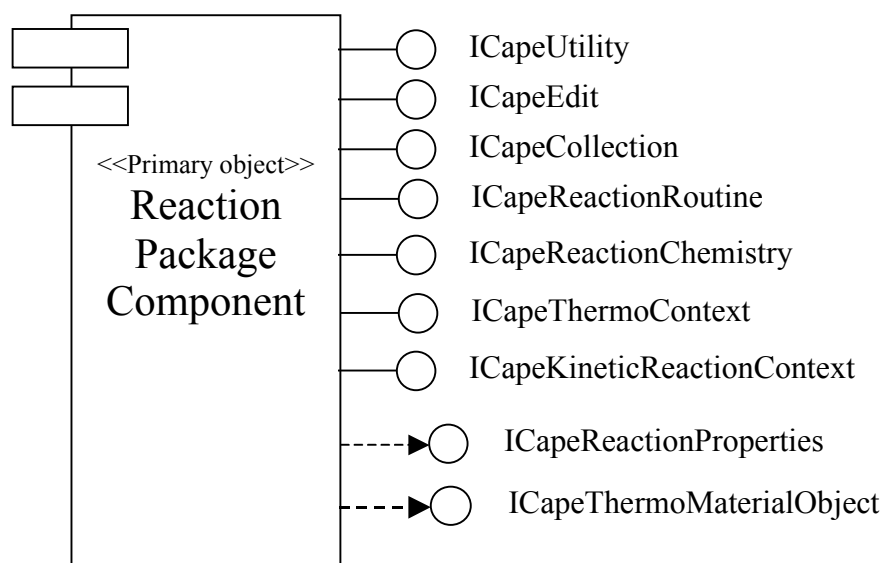 ICapeUtility
ICapeEdit
ICapeCollection
<<Primary object>>
Reaction
Package
Component
ICapeReactionRoutine
ICapeReactionChemistry
ICapeThermoContext
ICapeKineticReactionContext
ICapeReactionProperties
ICapeThermoMaterialObject